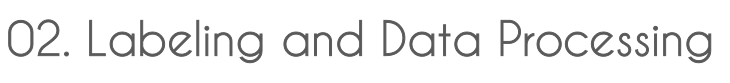 02. Labeling and Data Processing